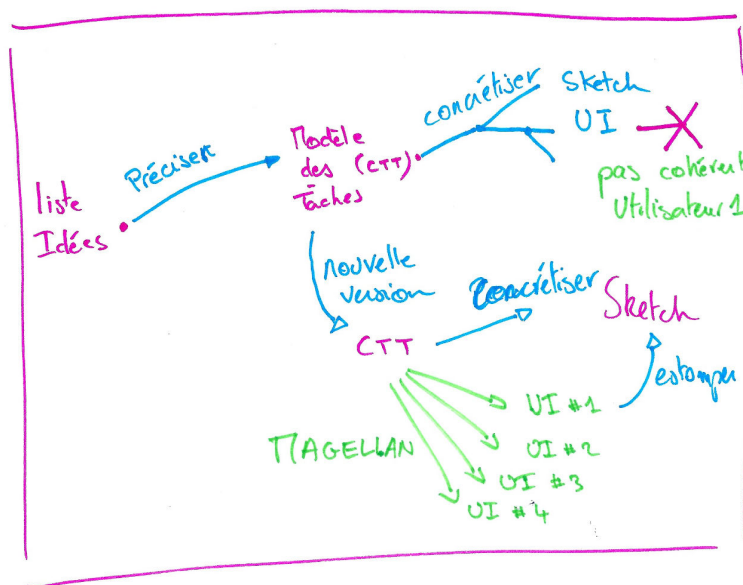 liste
Idées
Préciser
Modèle
des (CTT)
Tâches
concrétiser
Sketch
UI
pas cohérent
Utilisateur 1
nouvelle
version
CTT
Concrétiser
Sketch
estomper
MAGELLAN
UI #1
UI #2
UI #3
UI #4